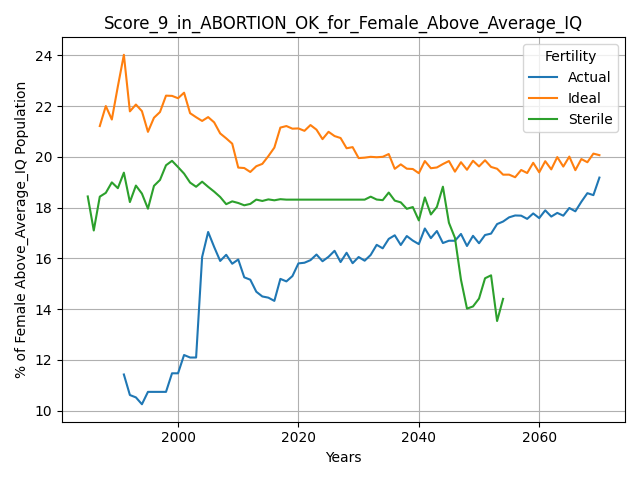 Score_9_in_ABORTION_OK_for_Female_Above_Average_IQ
% of Female Above_Average_IQ Population
24
22
20
18
16
14
12
10
Fertility
Actual
Ideal
Sterile
2000
2020
2040
2060
Years